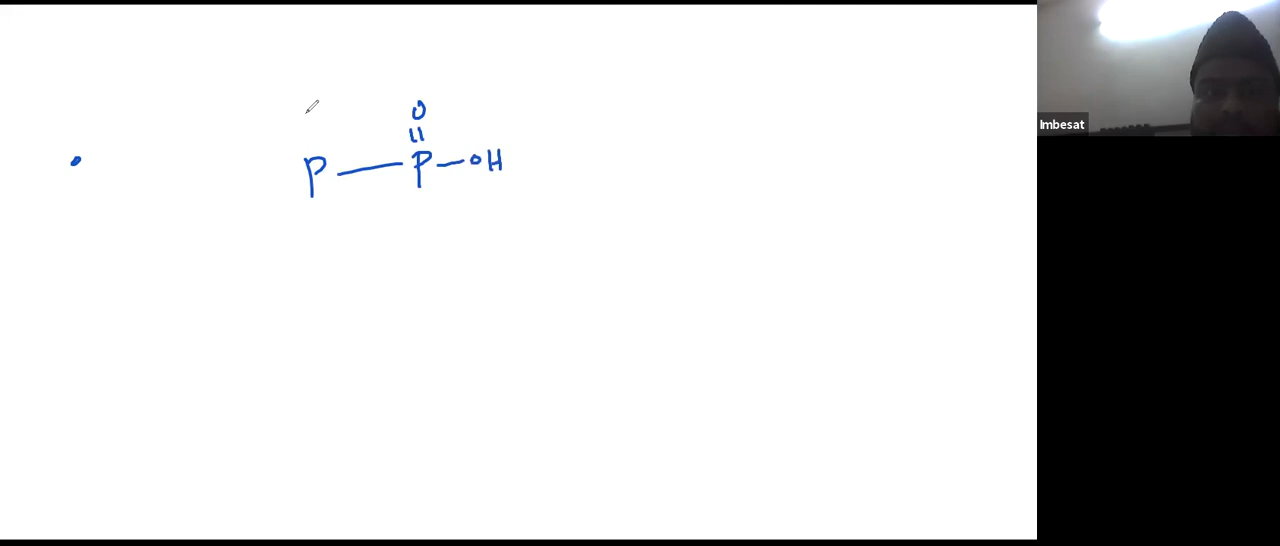 O
||
P — P — OH
Imbesat